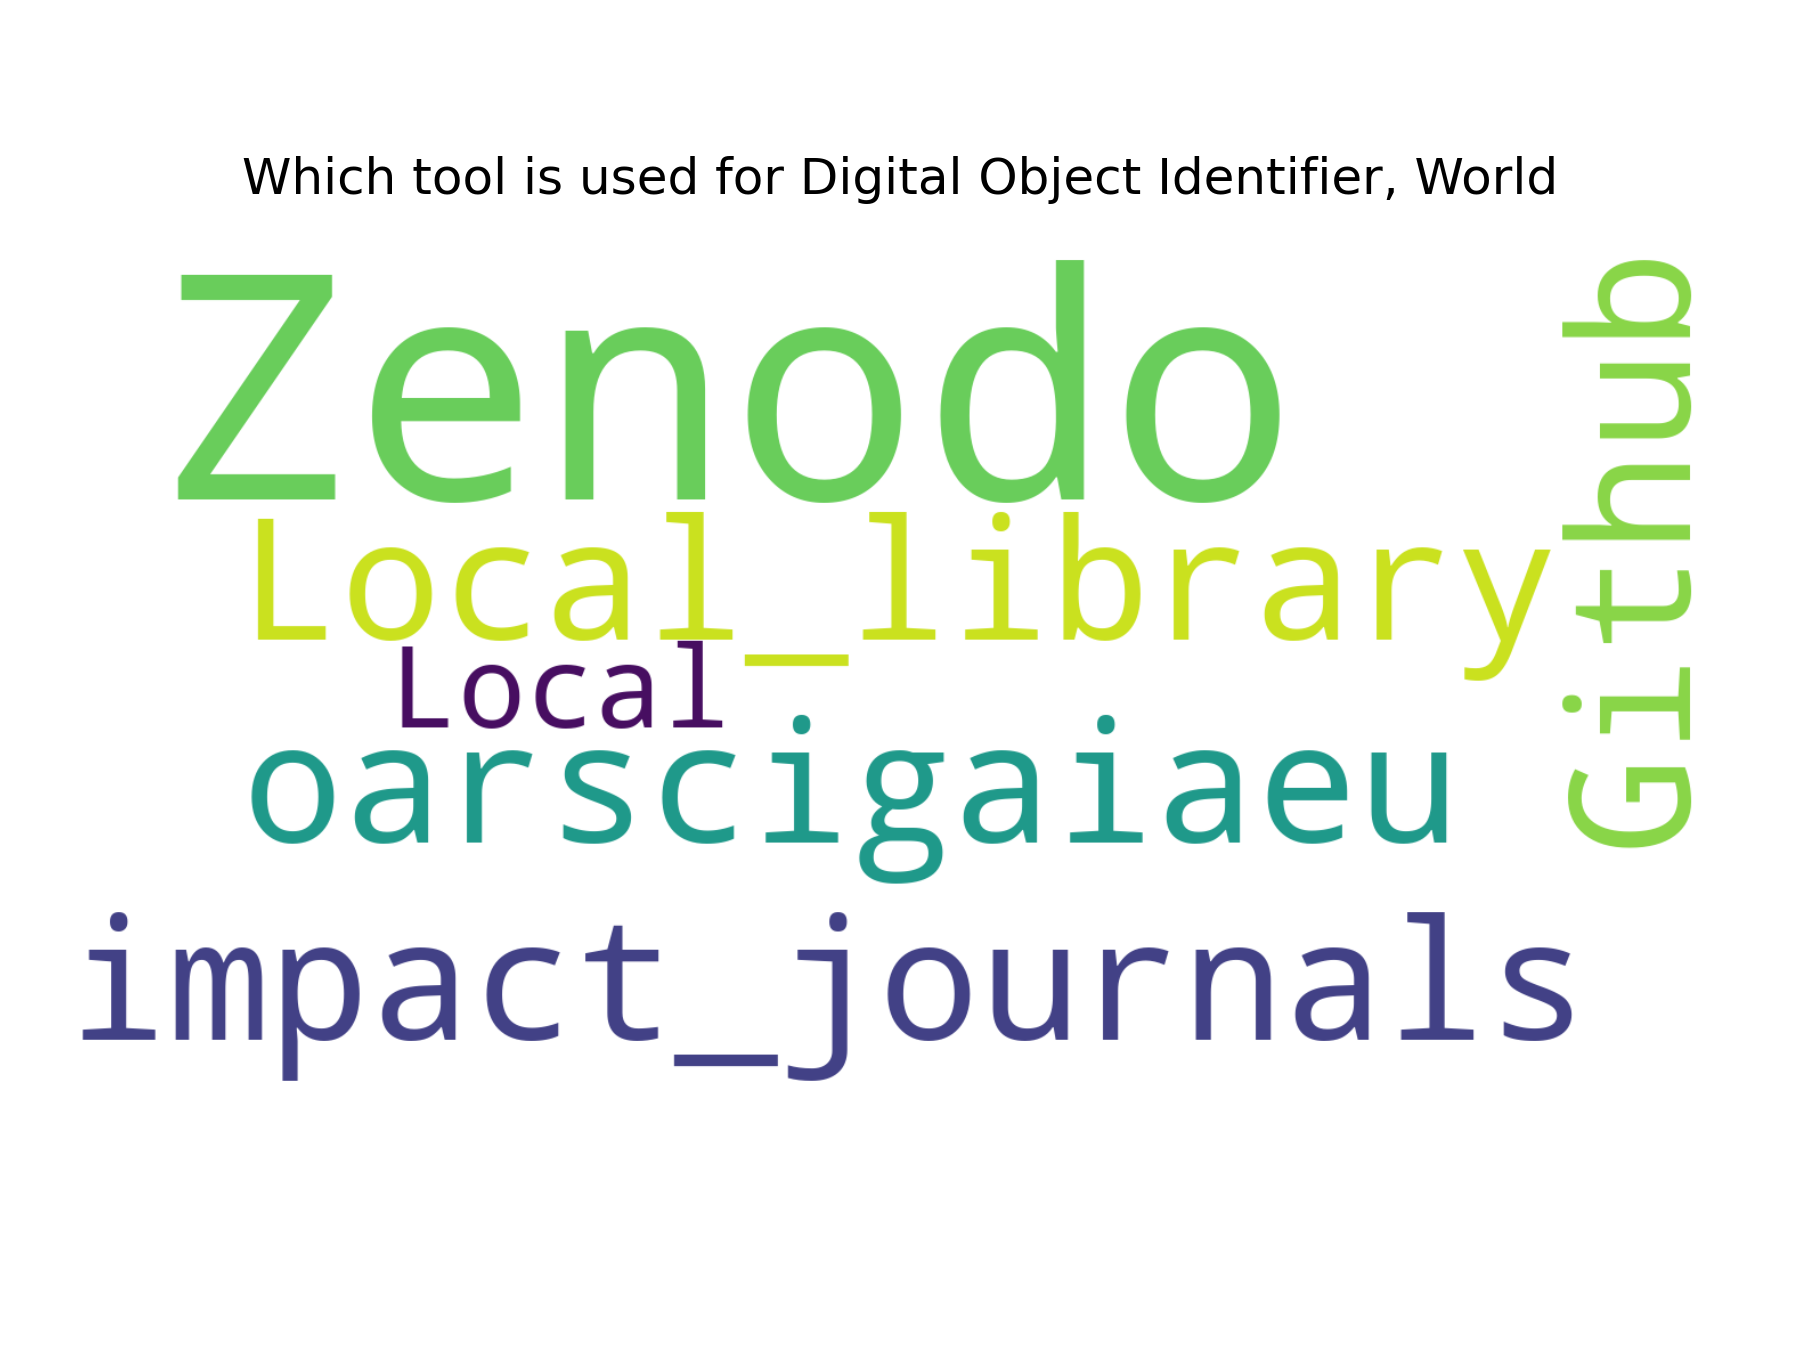 Which tool is used for Digital Object Identifier, World
Zenodo
Github
Local_library
Local
oarscigaiaeu
impact_journals